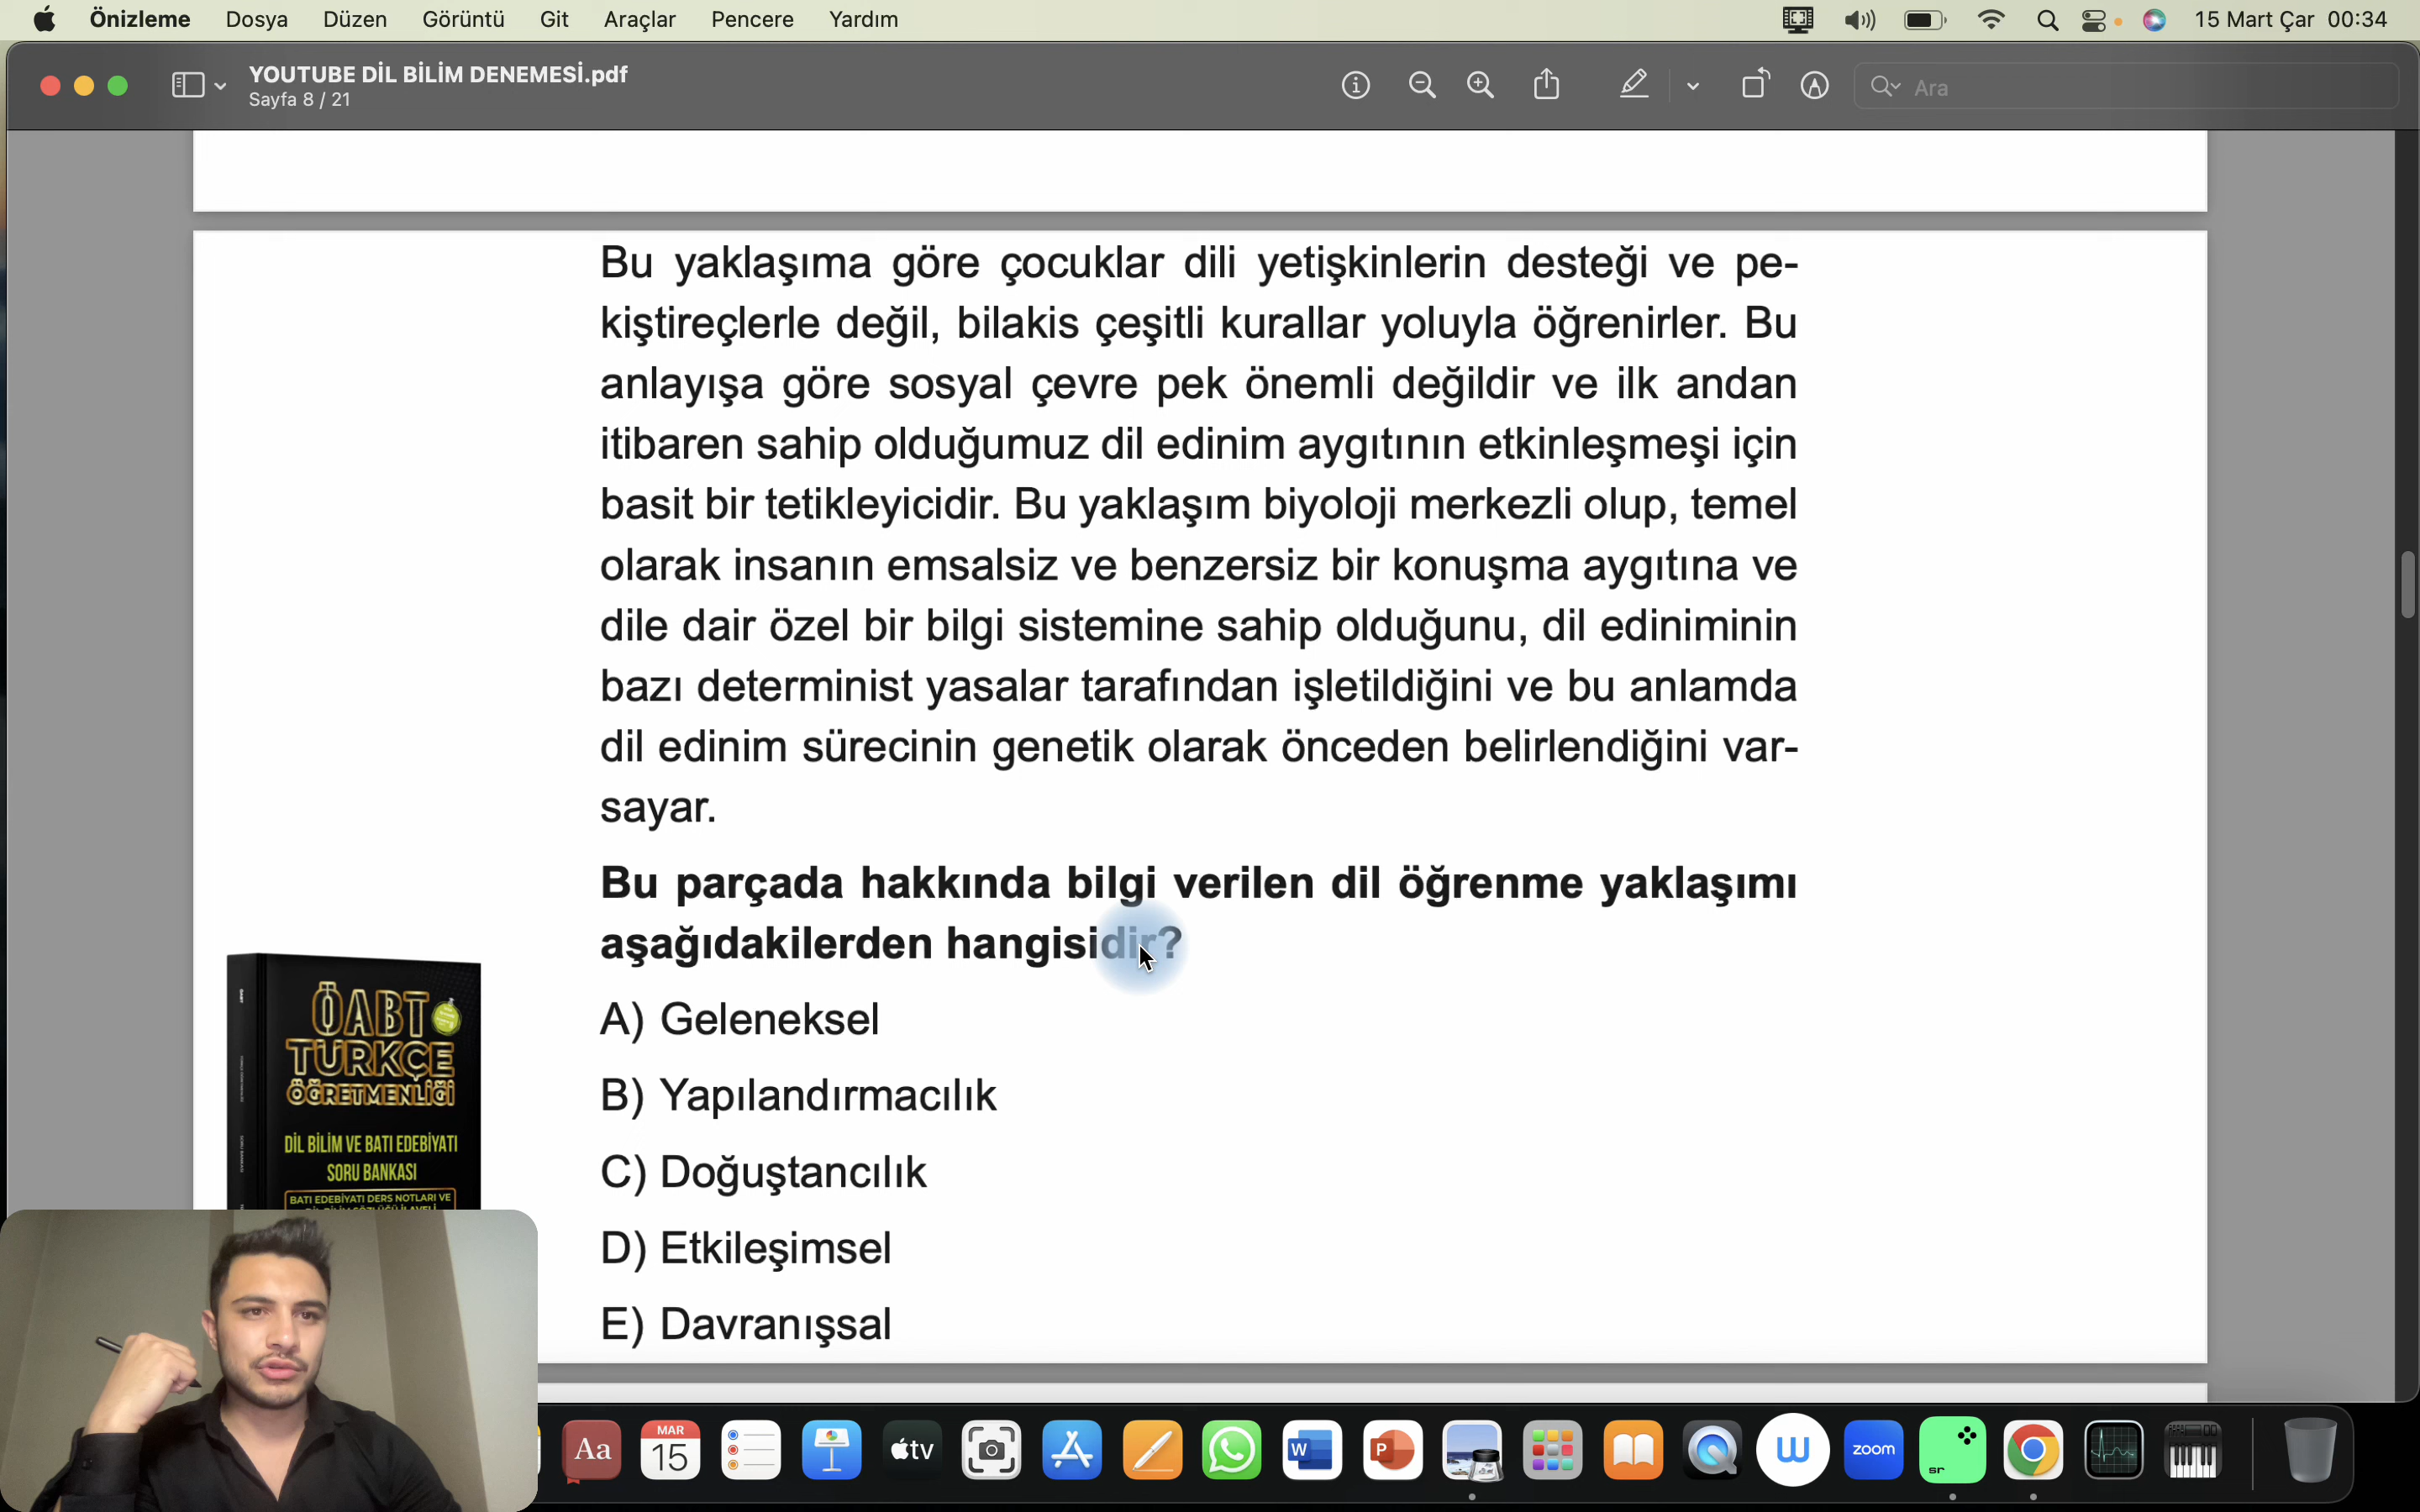 Önizleme Dosya Düzen Görüntü Git Araçlar Pencere Yardım 15 Mart Çar 00:34
YOUTUBE DİL BİLİM DENEMESİ.pdf
Sayfa 8 / 21
Ara
Bu yaklaşıma göre çocuklar dili yetişkinlerin desteği ve pe-
kiştireçlerle değil, bilakis çeşitli kurallar yoluyla öğrenirler. Bu
anlayışa göre sosyal çevre pek önemli değildir ve ilk andan
itibaren sahip olduğumuz dil edinim aygıtının etkinleşmeşi için
basit bir tetikleyicidir. Bu yaklaşım biyoloji merkezli olup, temel
olarak insanın emsalsiz ve benzersiz bir konuşma aygıtına ve
dile dair özel bir bilgi sistemine sahip olduğunu, dil ediniminin
bazı determinist yasalar tarafından işletildiğini ve bu anlamda
dil edinim sürecinin genetik olarak önceden belirlendiğini var-
sayar.
Bu parçada hakkında bilgi verilen dil öğrenme yaklaşımı
aşağıdakilerden hangisidir?
A) Geleneksel
B) Yapılandırmacılık
C) Doğuştancılık
D) Etkileşimsel
E) Davranışsal
ÖABT
TÜRKÇE
ÖĞRETMENLİĞİ
DİL BİLİM VE BATI EDEBİYATI
SORU BANKASI
BATI EDEBİYATI DERS NOTLARI VE
Aa
MAR
15
tv
W
P
zoom
sr